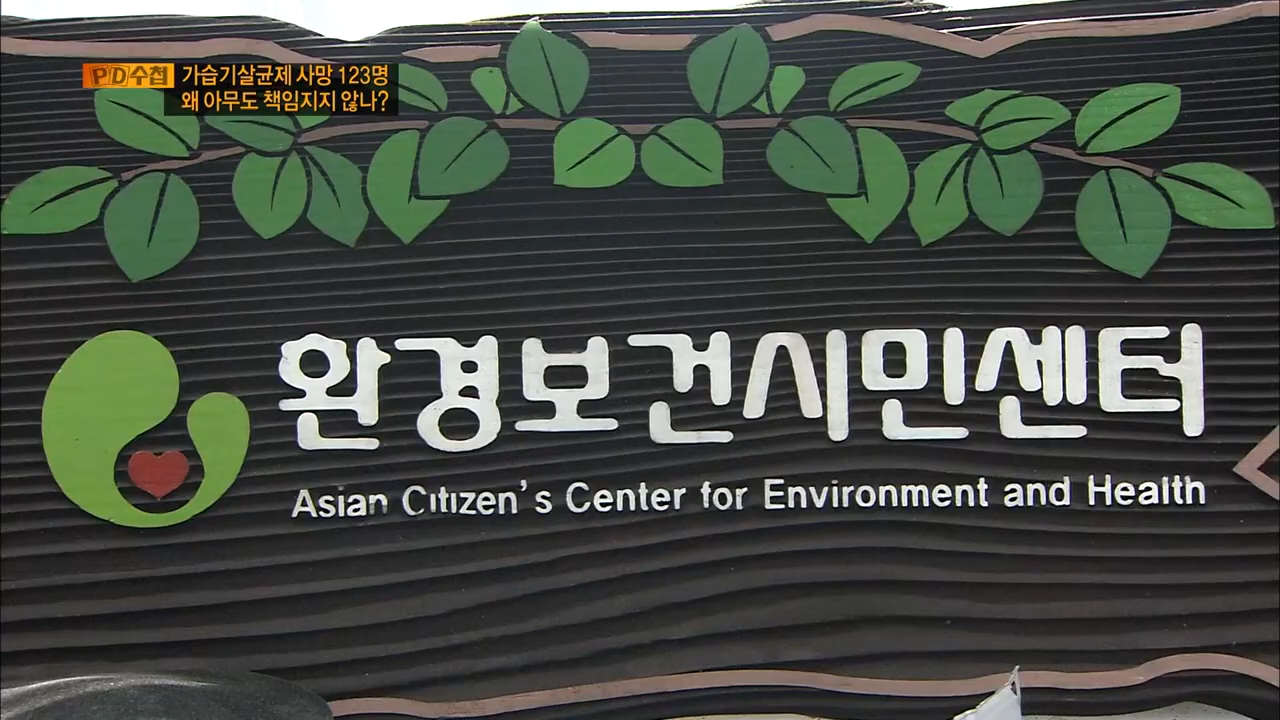 PD수첩 가습기살균제 사망 123명
왜 아무도 책임지지 않나?
환경보건시민센터
Asian Citizen's Center for Environment and Health